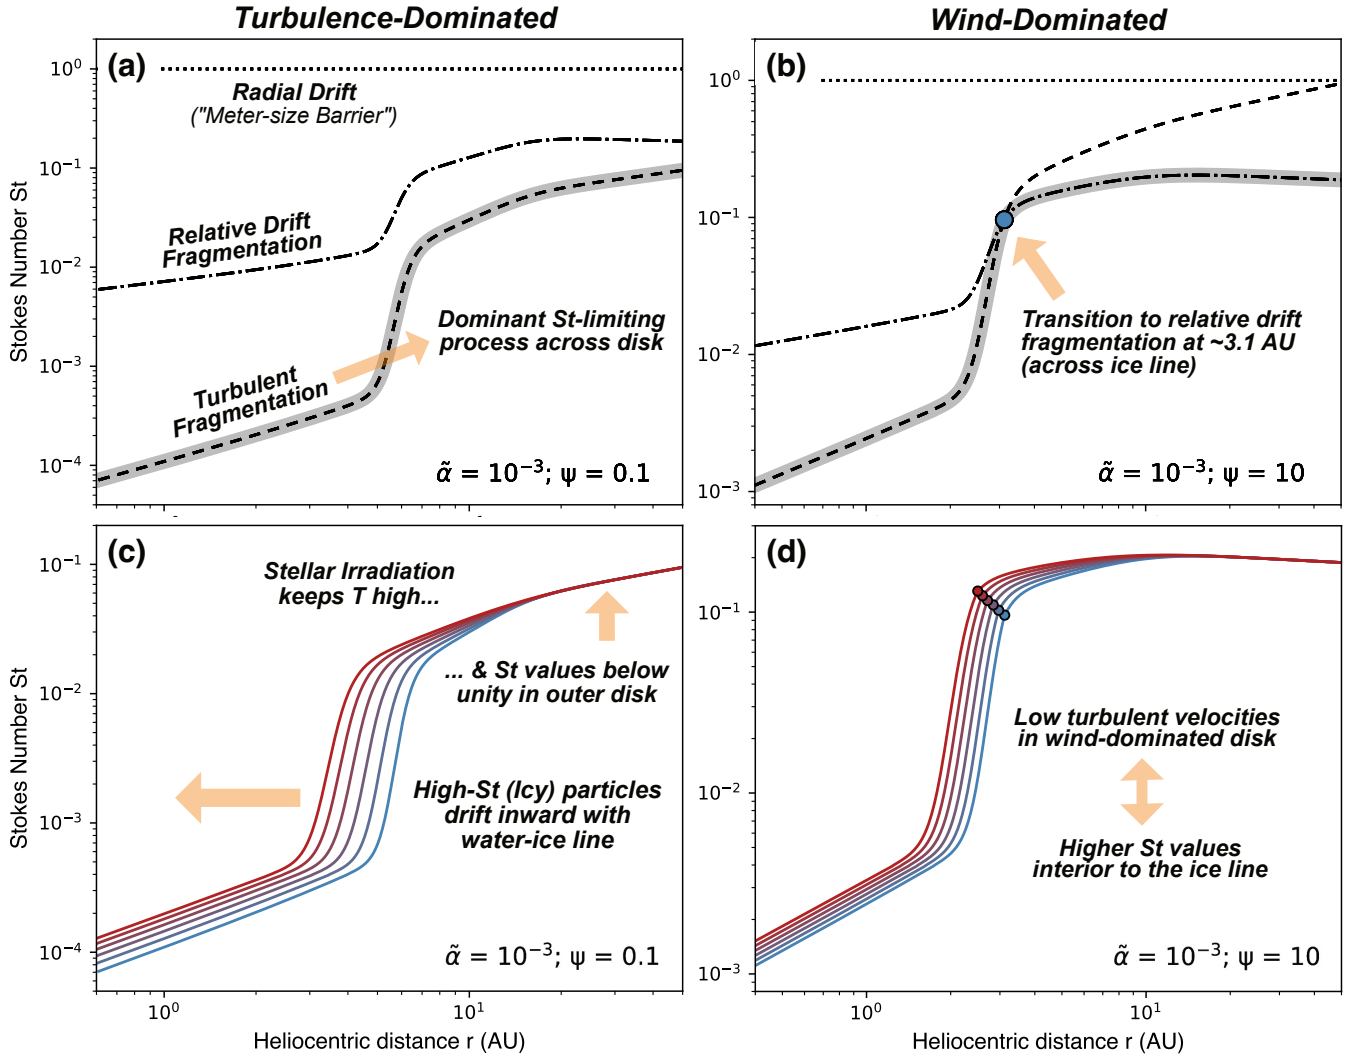 Turbulence-Dominated
Wind-Dominated
(a)
10⁰
10⁻¹
10⁻²
10⁻³
10⁻⁴
Stokes Number St
Radial Drift
("Meter-size Barrier")
Relative Drift
Fragmentation
Dominant St-limiting
process across disk
Turbulent
Fragmentation
α̃ = 10⁻³; ψ = 0.1
(b)
10⁰
10⁻¹
10⁻²
10⁻³
Transition to relative drift
fragmentation at ~3.1 AU
(across ice line)
α̃ = 10⁻³; ψ = 10
(c)
10⁻¹
10⁻²
10⁻³
10⁻⁴
Stokes Number St
Stellar Irradiation
keeps T high...
... & St values below
unity in outer disk
High-St (Icy) particles
drift inward with
water-ice line
α̃ = 10⁻³; ψ = 0.1
10⁰
10¹
Heliocentric distance r (AU)
(d)
10⁻¹
10⁻²
10⁻³
Low turbulent velocities
in wind-dominated disk
Higher St values
interior to the ice line
α̃ = 10⁻³; ψ = 10
10⁰
10¹
Heliocentric distance r (AU)